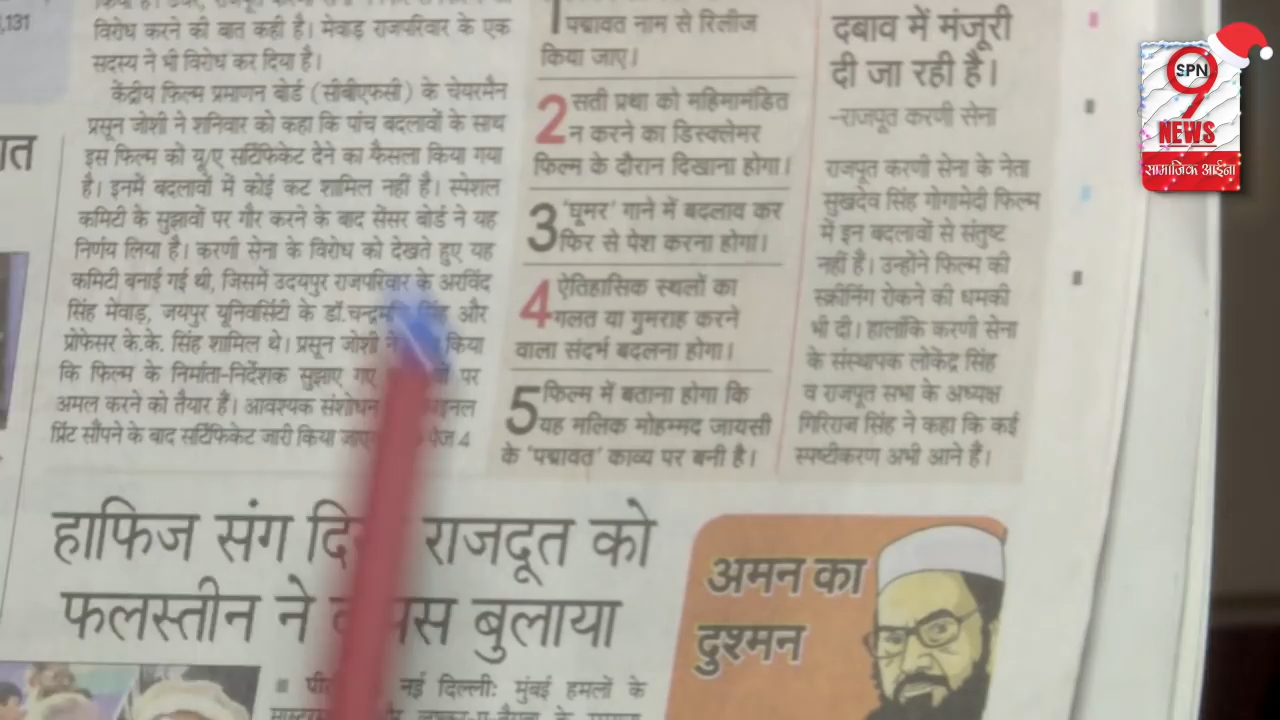 ,131
विरोध करने की बात कही है। मेवाड़ राजपरिवार के एक
सदस्य ने भी विरोध कर दिया है।
केंद्रीय फिल्म प्रमाणन बोर्ड (सीबीएफसी) के चेयरमैन
प्रसून जोशी ने शनिवार को कहा कि पांच बदलावों के साथ
इस फिल्म को यू/ए सर्टिफिकेट देने का फैसला किया गया
है। इनमें बदलावों में कोई कट शामिल नहीं है। स्पेशल
कमिटी के सुझावों पर गौर करने के बाद सेंसर बोर्ड ने यह
निर्णय लिया है। करणी सेना के विरोध को देखते हुए यह
कमिटी बनाई गई थी, जिसमें उदयपुर राजपरिवार के अरविंद
सिंह मेवाड़, जयपुर यूनिवर्सिटी के डॉ.चन्द्रमणि सिंह और
प्रोफेसर के.के. सिंह शामिल थे। प्रसून जोशी ने किया
कि फिल्म के निर्माता-निर्देशक सुझाए गए पर
अमल करने को तैयार हैं। आवश्यक संशोधन
प्रिंट सौंपने के बाद सर्टिफिकेट जारी किया पेज 4
1
पद्मावत नाम से रिलीज
किया जाए।
2 सती प्रथा को महिमामंडित
न करने का डिस्क्लेमर
फिल्म के दौरान दिखाना होगा।
3 'घूमर' गाने में बदलाव कर
फिर से पेश करना होगा।
4 ऐतिहासिक स्थलों का
गलत या गुमराह करने
वाला संदर्भ बदलना होगा।
5 फिल्म में बताना होगा कि
यह मलिक मोहम्मद जायसी
के 'पद्मावत' काव्य पर बनी है।
दबाव में मंजूरी
दी जा रही है।
-राजपूत करणी सेना
राजपूत करणी सेना के नेता
सुखदेव सिंह गोगामेदी फिल्म
में इन बदलावों से संतुष्ट
नहीं हैं। उन्होंने फिल्म की
स्क्रीनिंग रोकने की धमकी
भी दी। हालांकि करणी सेना
के संस्थापक लोकेंद्र सिंह
व राजपूत सभा के अध्यक्ष
गिरिराज सिंह ने कहा कि कई
स्पष्टीकरण अभी आने हैं।
हाफिज संग राजदूत को
फलस्तीन ने बुलाया
नई दिल्ली: मुंबई हमलों के
अमन का
दुश्मन
SPN
9
NEWS
सामाजिक आईना